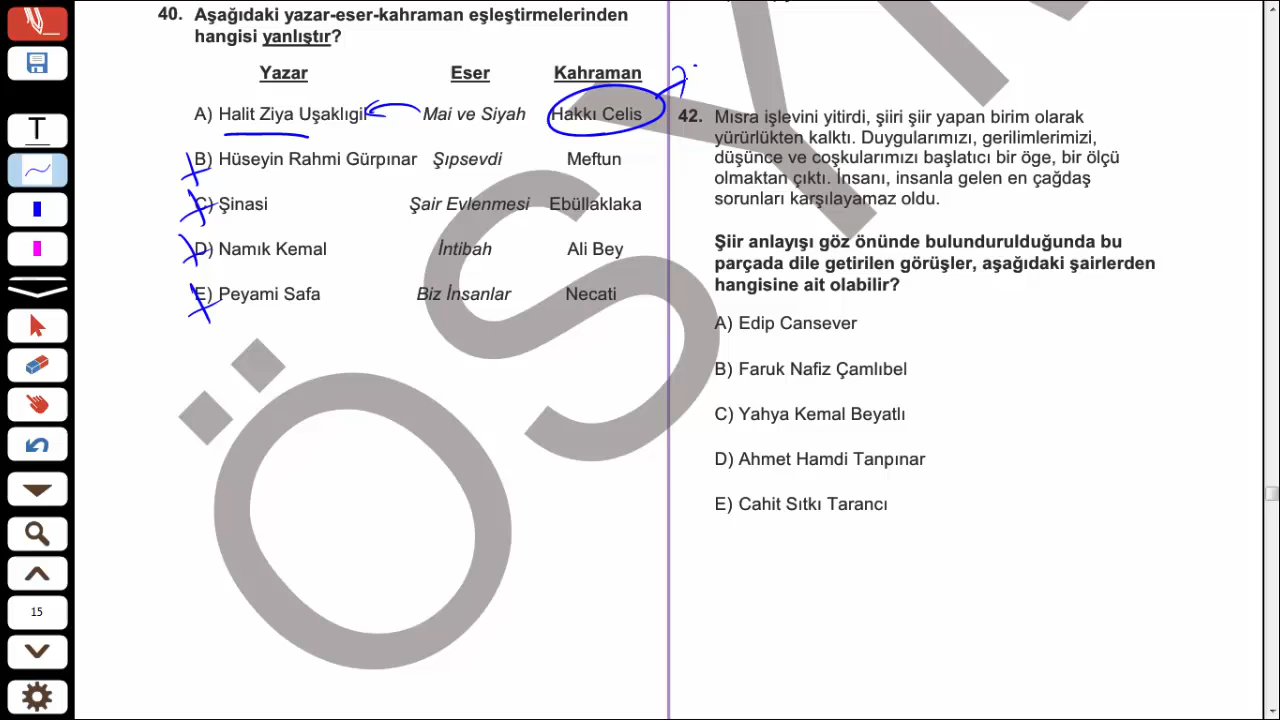 40. Aşağıdaki yazar-eser-kahraman eşleştirmelerinden
hangisi yanlıştır?
Yazar Eser Kahraman
A) Halit Ziya Uşaklıgil Mai ve Siyah Hakkı Celis
B) Hüseyin Rahmi Gürpınar Şıpsevdi Meftun
C) Şinasi Şair Evlenmesi Ebüllaklaka
D) Namık Kemal İntibah Ali Bey
E) Peyami Safa Biz İnsanlar Necati
42. Mısra işlevini yitirdi, şiiri şiir yapan birim olarak
yürürlükten kalktı. Duygularımızı, gerilimlerimizi,
düşünce ve coşkularımızı başlatıcı bir öge, bir ölçü
olmaktan çıktı. İnsanı, insanla gelen en çağdaş
sorunları karşılayamaz oldu.
Şiir anlayışı göz önünde bulundurulduğunda bu
parçada dile getirilen görüşler, aşağıdaki şairlerden
hangisine ait olabilir?
A) Edip Cansever
B) Faruk Nafiz Çamlıbel
C) Yahya Kemal Beyatlı
D) Ahmet Hamdi Tanpınar
E) Cahit Sıtkı Tarancı
T
15